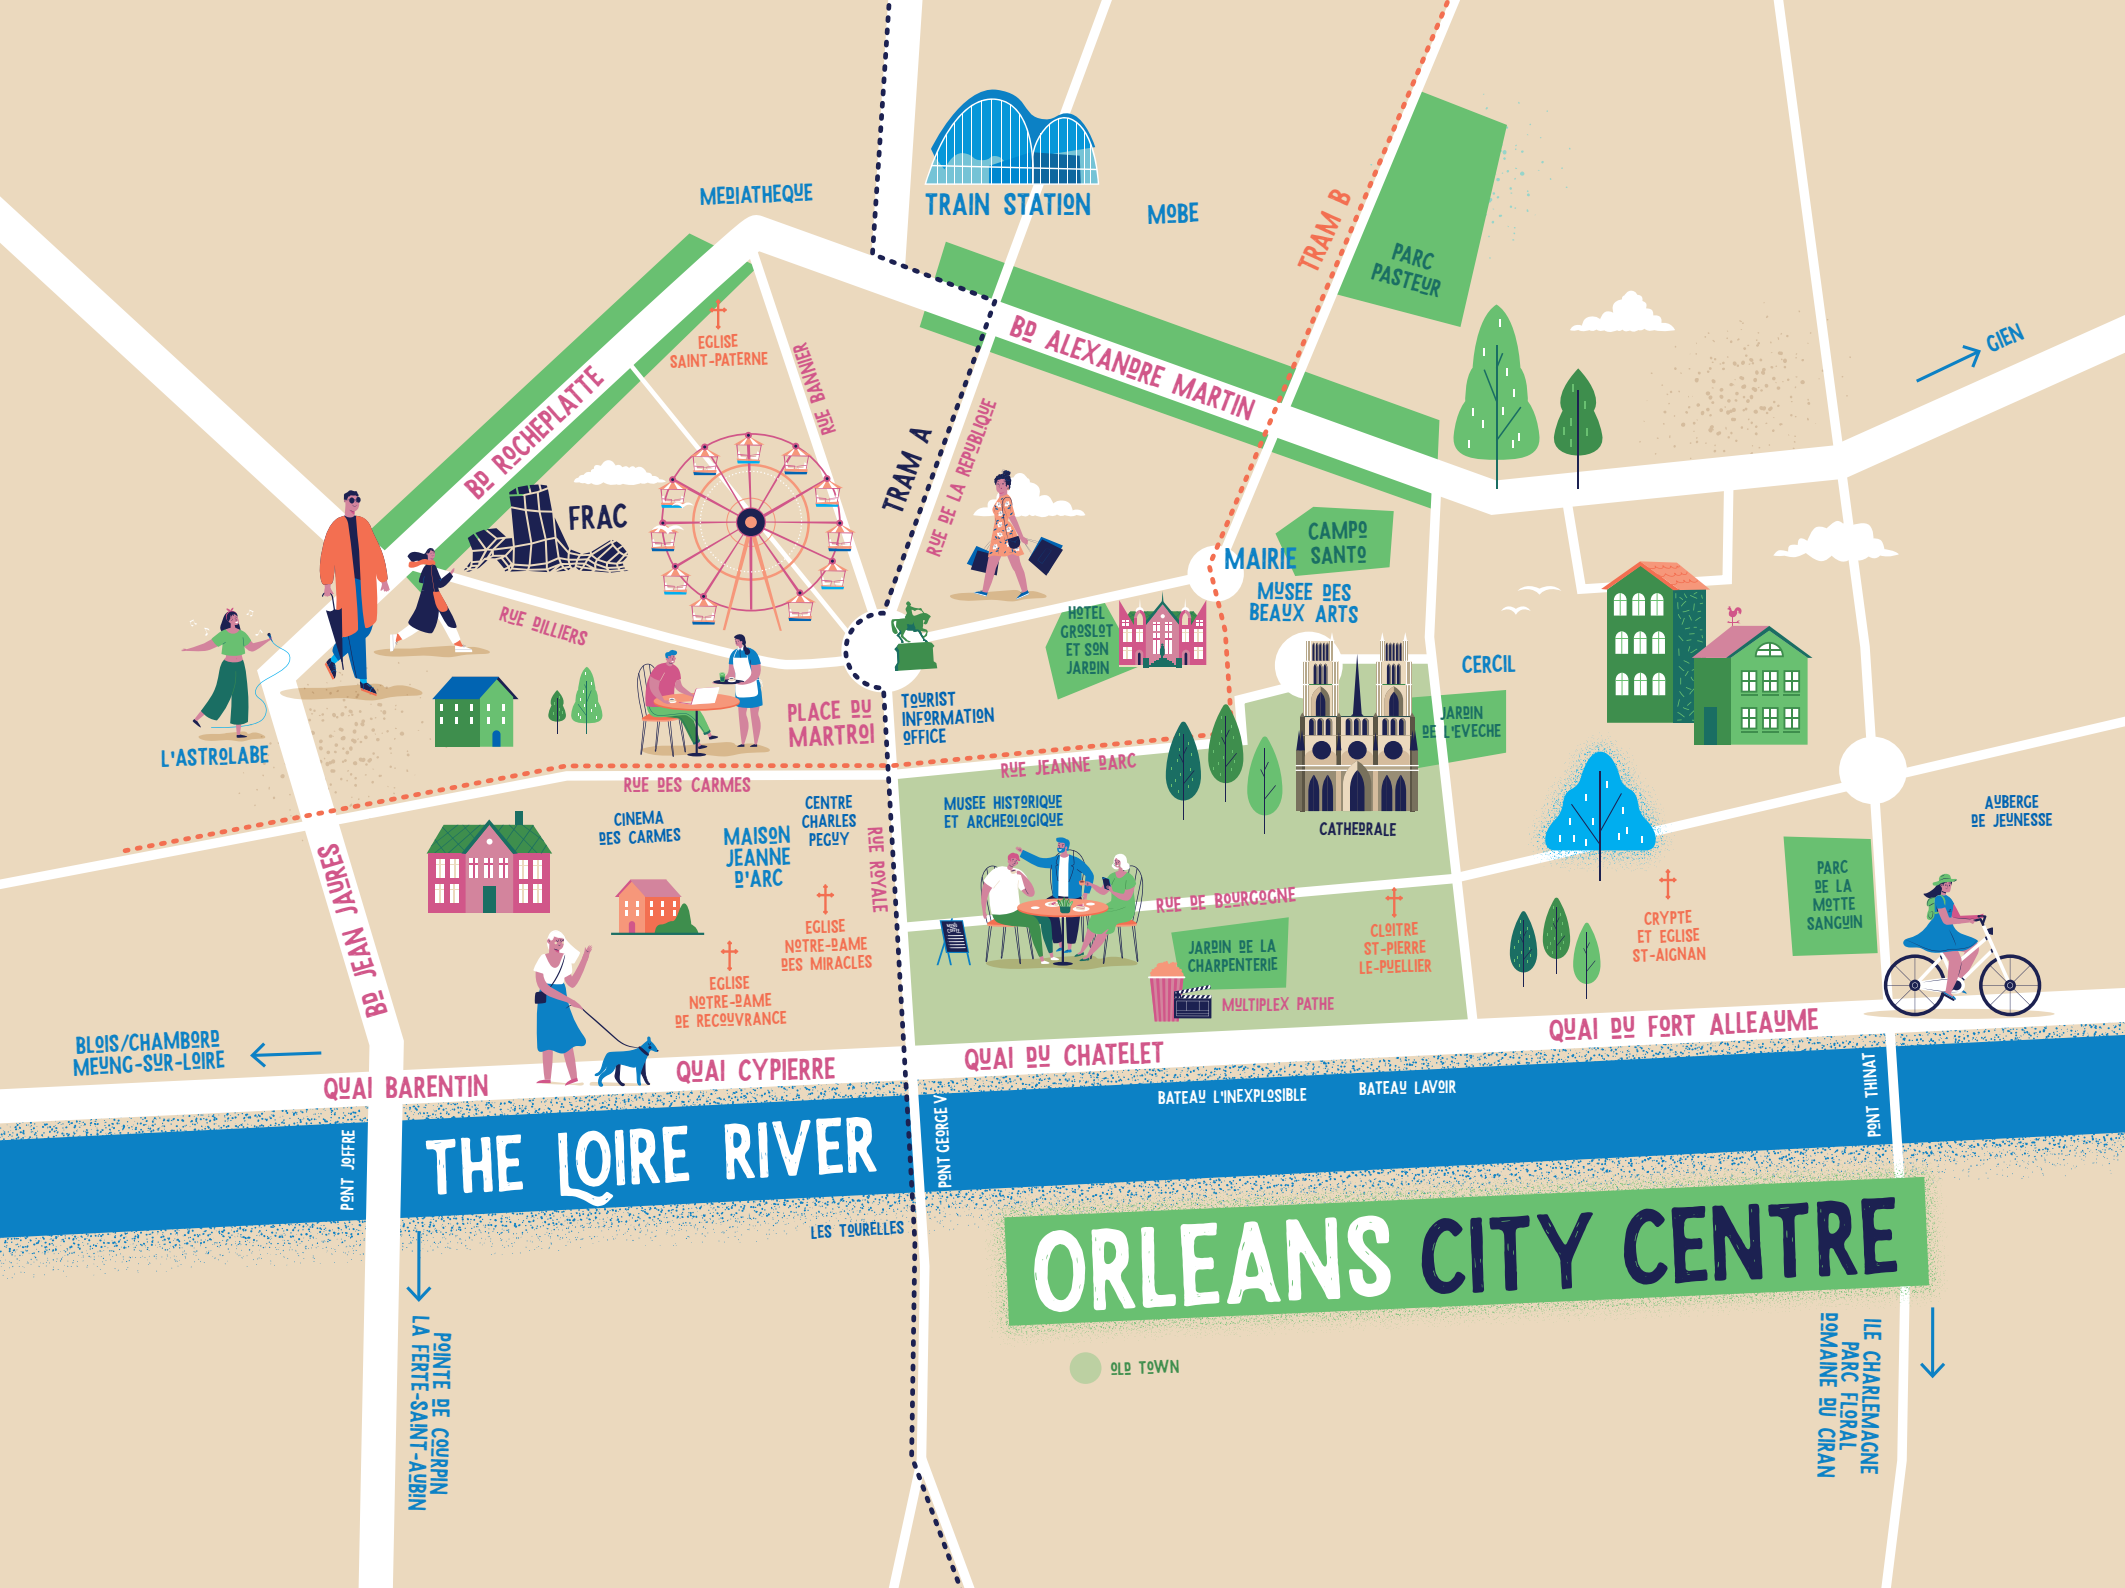 MEDIATHEQUE
TRAIN STATION
MOBE
TRAM B
PARC
PASTEUR
GIEN
EGLISE
SAINT-PATERNE
RUE BANNIER
BD ALEXANDRE MARTIN
BD ROCHEPLATTE
FRAC
TRAM A
RUE DE LA REPUBLIQUE
CAMPO
SANTO
MAIRIE
MUSEE DES
BEAUX ARTS
HOTEL
GROSLOT
ET SON
JARDIN
RUE DILLIERS
CERCIL
L'ASTROLABE
PLACE DU
MARTROI
TOURIST
INFORMATION
OFFICE
JARDIN
DE L'EVECHE
RUE JEANNE DARC
RUE DES CARMES
CINEMA
DES CARMES
CENTRE
CHARLES
PEGUY
MAISON
JEANNE
D'ARC
RUE ROYALE
MUSEE HISTORIQUE
ET ARCHEOLOGIQUE
CATHEDRALE
AUBERGE
DE JEUNESSE
BD JEAN JAURES
EGLISE
NOTRE-DAME
DES MIRACLES
EGLISE
NOTRE-DAME
DE RECOUVRANCE
RUE DE BOURGOGNE
JARDIN DE LA
CHARPENTERIE
MULTIPLEX PATHE
CLOITRE
ST-PIERRE
LE-PUELLIER
CRYPTE
ET EGLISE
ST-AIGNAN
PARC
DE LA
MOTTE
SANGUIN
BLOIS/CHAMBORD
MEUNG-SUR-LOIRE
QUAI BARENTIN
QUAI CYPIERRE
QUAI DU CHATELET
QUAI DU FORT ALLEAUME
PONT JOFFRE
THE LOIRE RIVER
PONT GEORGE V
BATEAU L'INEXPLOSIBLE
BATEAU LAVOIR
PONT THINAT
LES TOURELLES
ORLEANS CITY CENTRE
OLD TOWN
POINTE DE COURPIN
LA FERTE-SAINT-AUBIN
ILE CHARLEMAGNE
PARC FLORAL
DOMAINE DU CIRAN